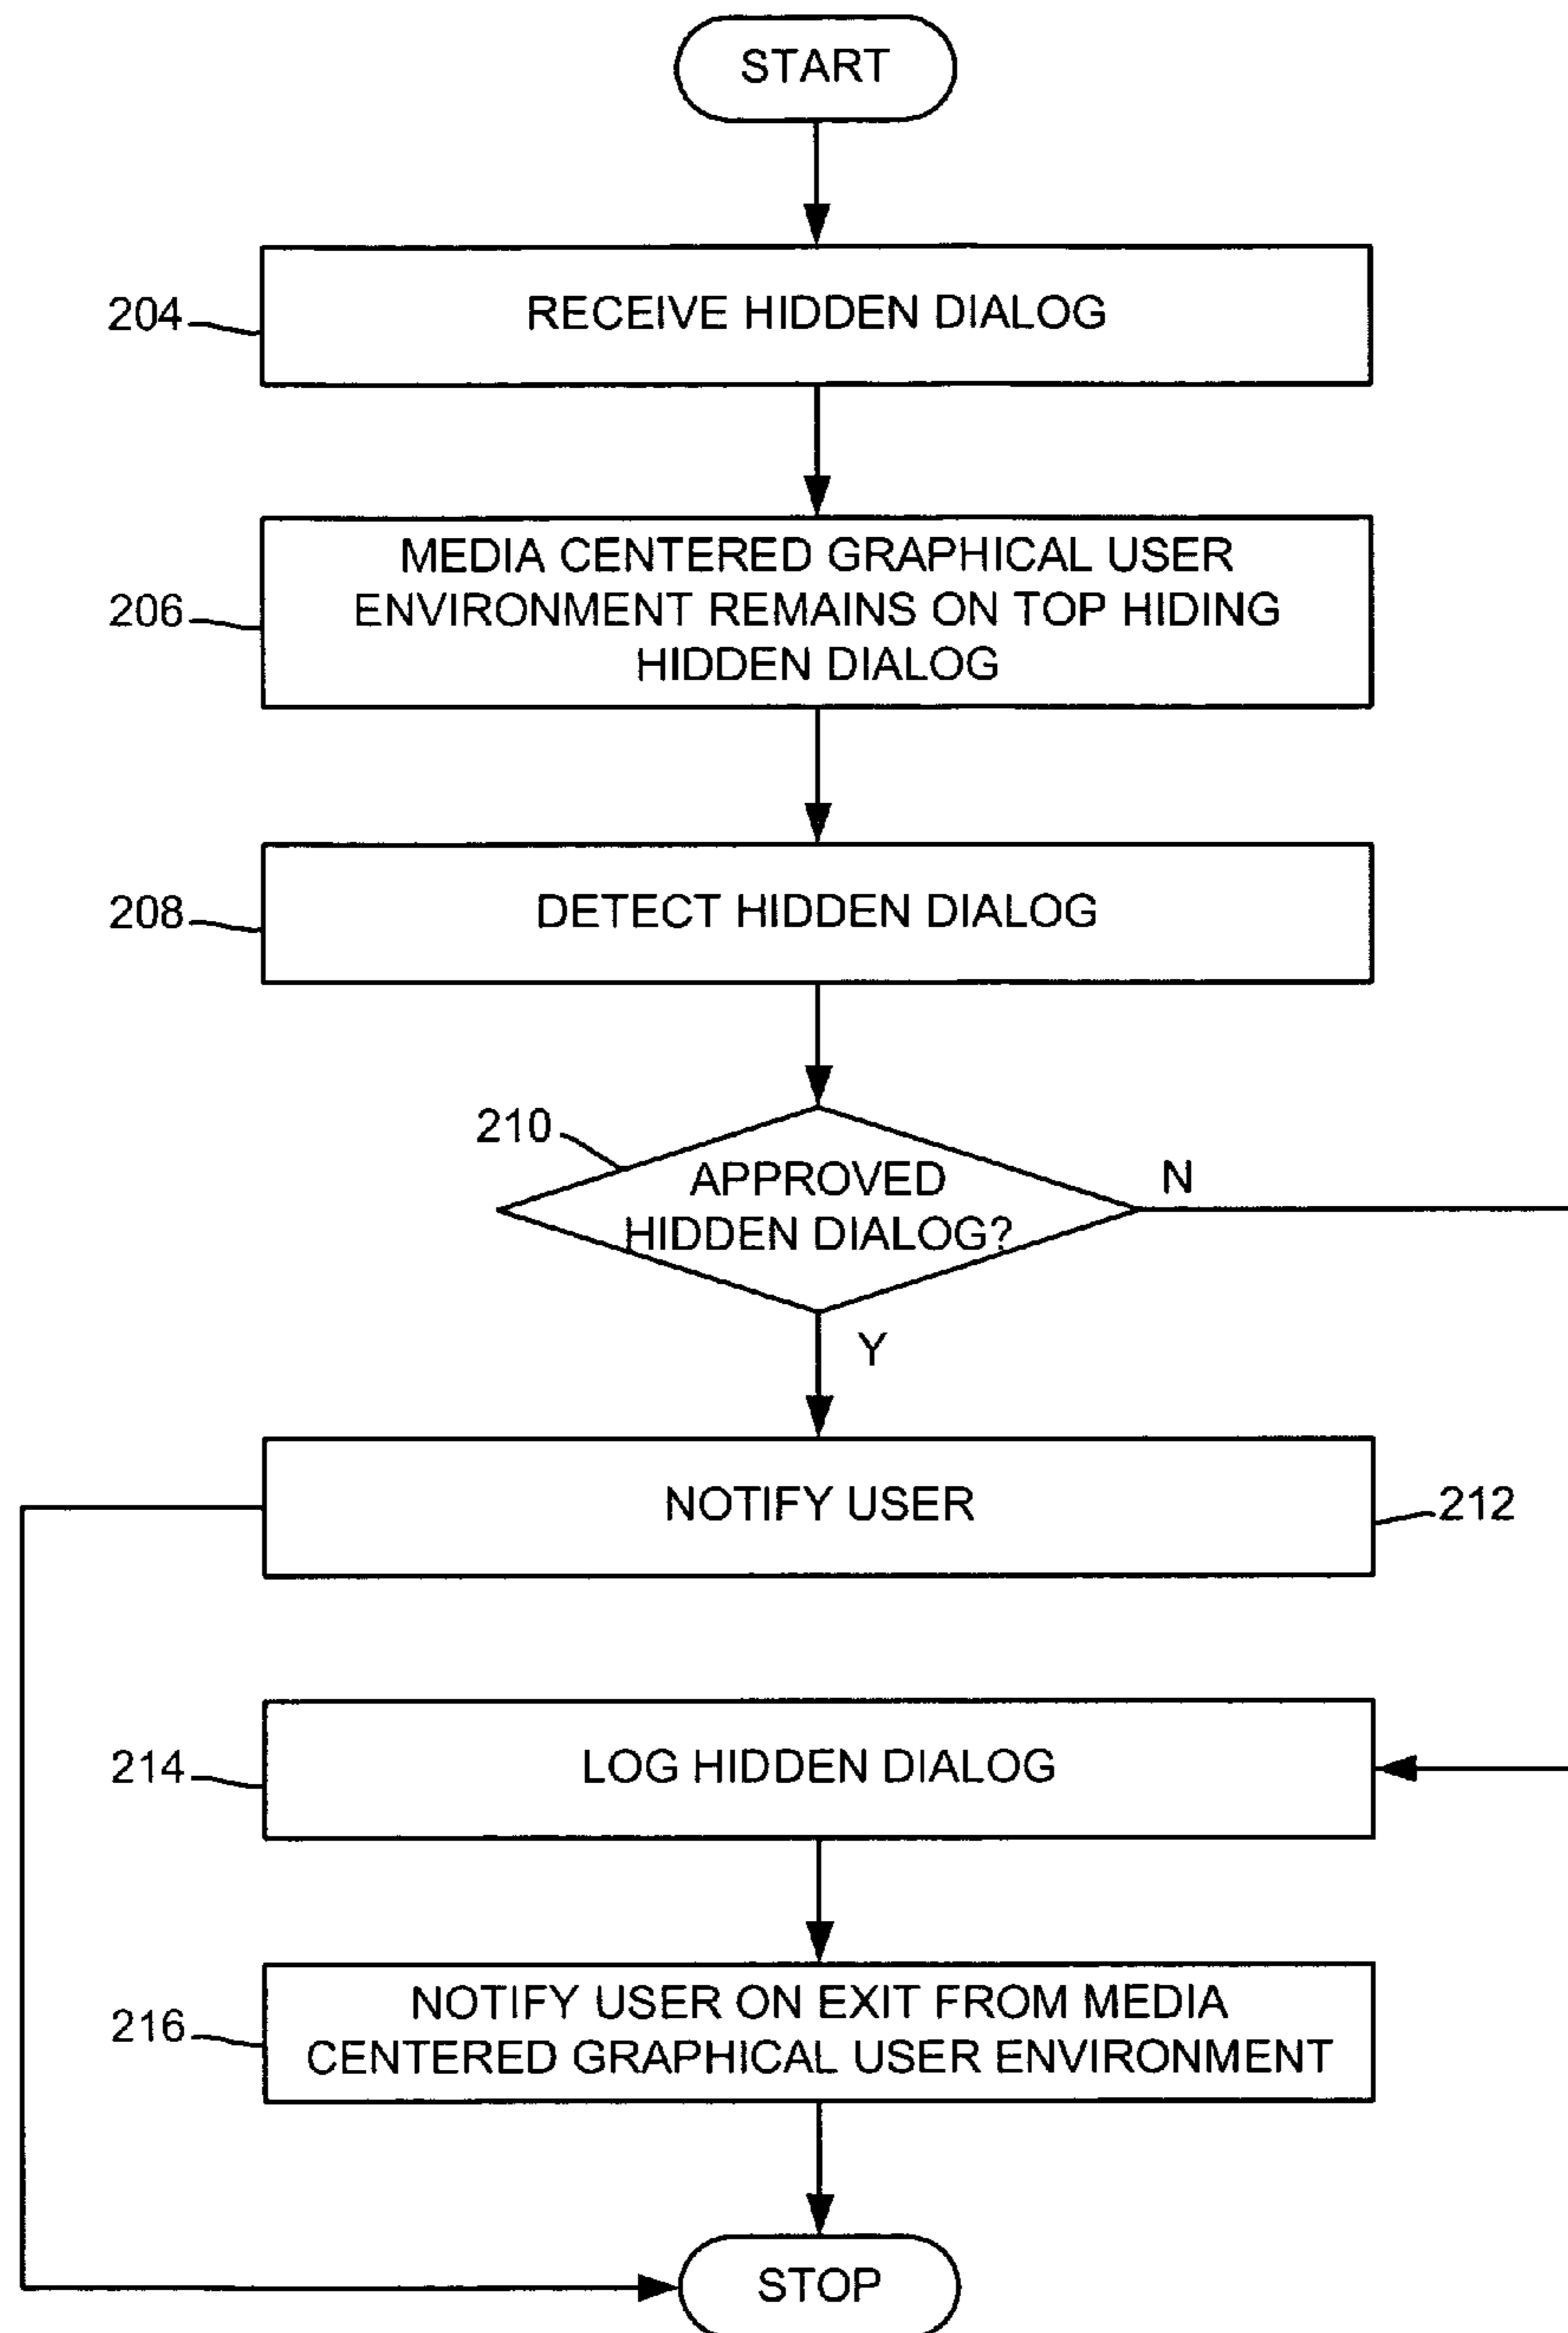 START
204
RECEIVE HIDDEN DIALOG
206
MEDIA CENTERED GRAPHICAL USER
ENVIRONMENT REMAINS ON TOP HIDING
HIDDEN DIALOG
208
DETECT HIDDEN DIALOG
210
APPROVED
HIDDEN DIALOG?
N
Y
NOTIFY USER
212
214
LOG HIDDEN DIALOG
216
NOTIFY USER ON EXIT FROM MEDIA
CENTERED GRAPHICAL USER ENVIRONMENT
STOP